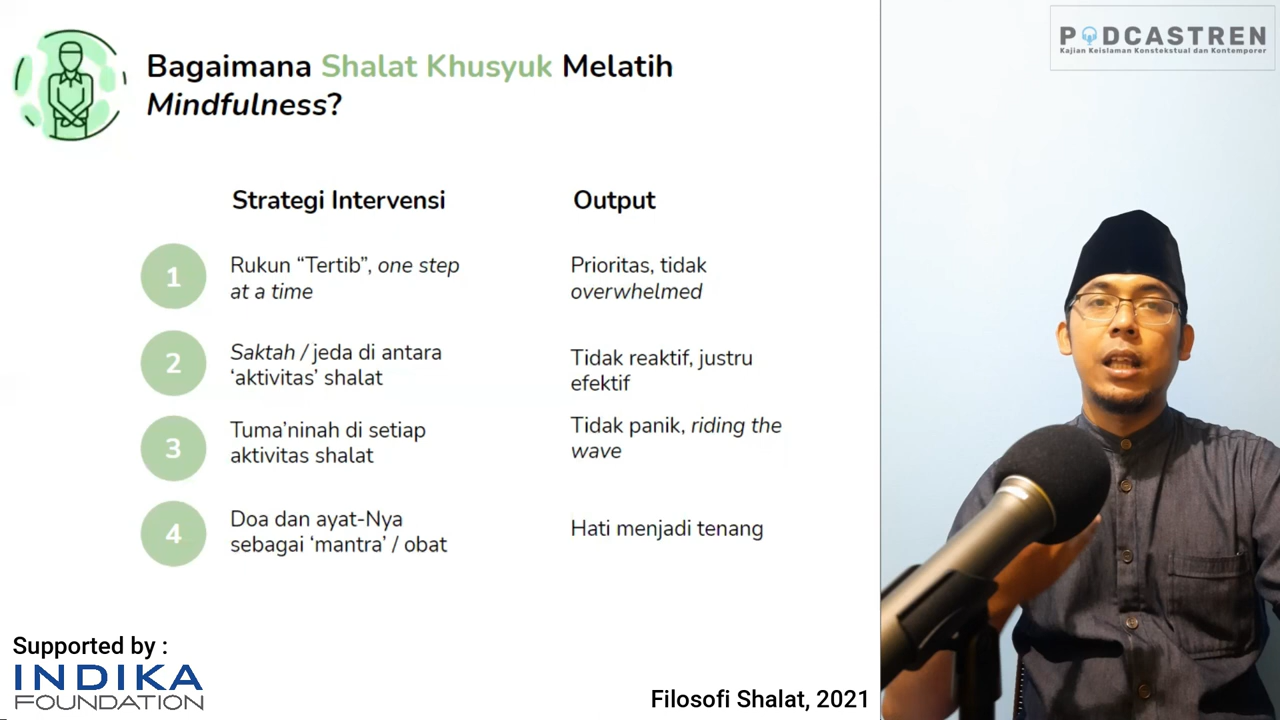 Bagaimana Shalat Khusyuk Melatih
Mindfulness?
PODCASTREN
Kajian Keislaman Konstekstual dan Kontemporer
Strategi Intervensi
Output
1
Rukun “Tertib”, one step
at a time
Prioritas, tidak
overwhelmed
2
Saktah / jeda di antara
‘aktivitas’ shalat
Tidak reaktif, justru
efektif
3
Tuma’ninah di setiap
aktivitas shalat
Tidak panik, riding the
wave
4
Doa dan ayat-Nya
sebagai ‘mantra’ / obat
Hati menjadi tenang
Supported by :
INDIKA
FOUNDATION
Filosofi Shalat, 2021